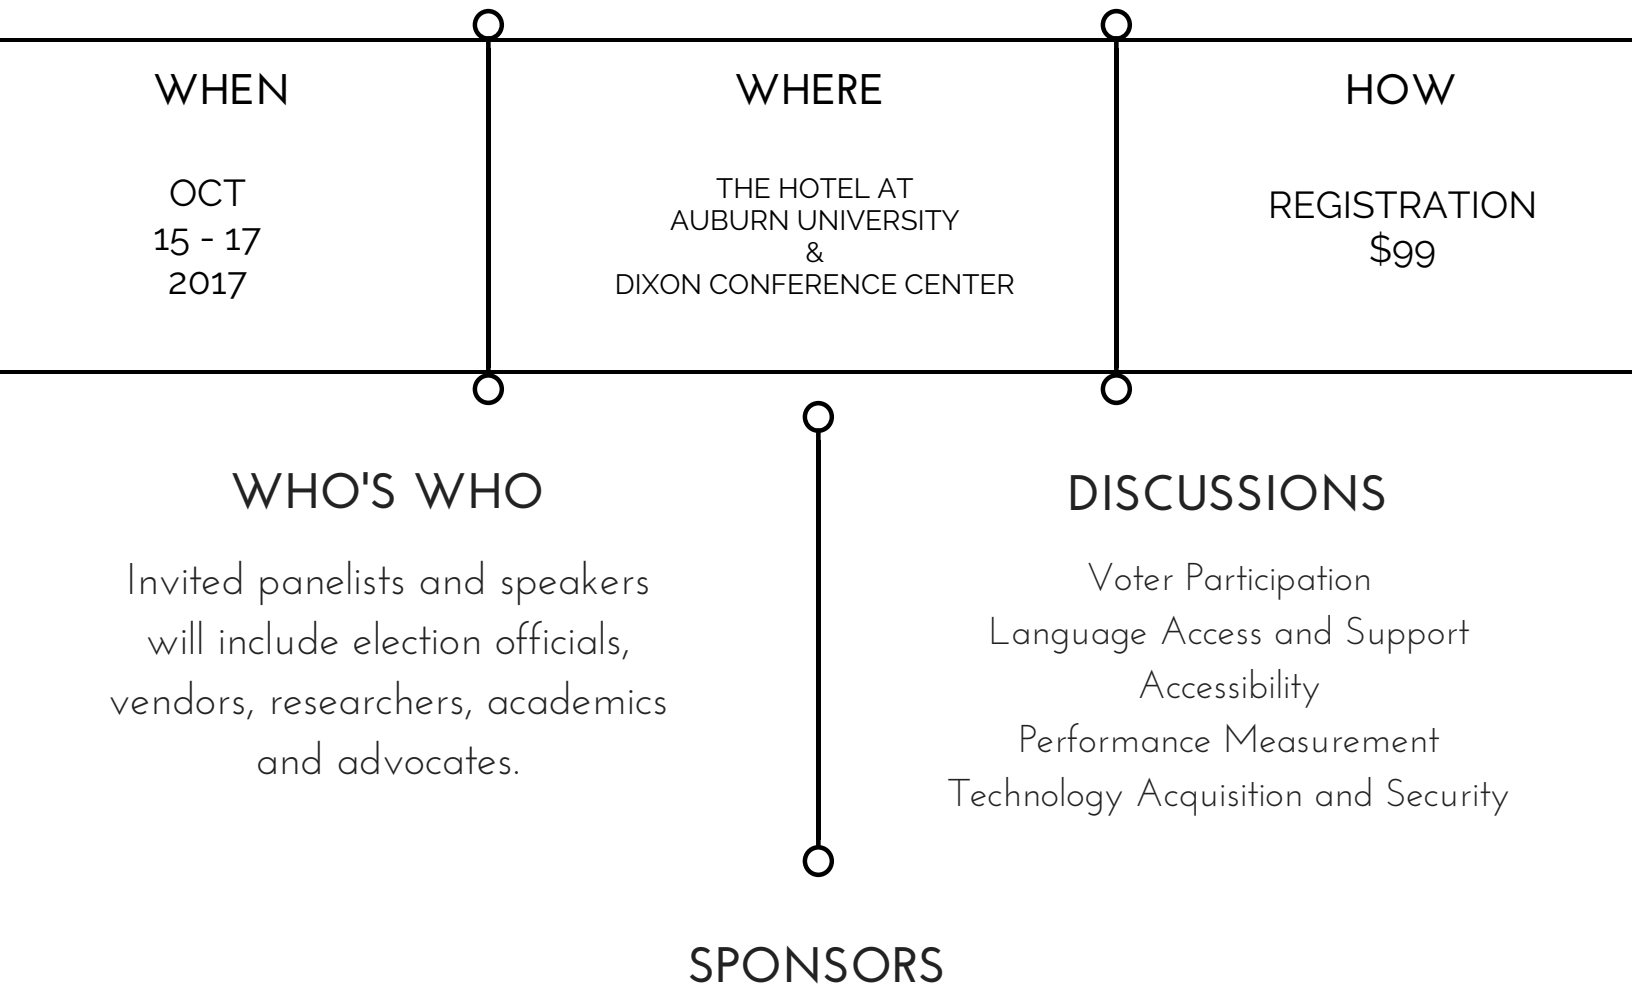 WHEN
OCT
15 - 17
2017
WHERE
THE HOTEL AT
AUBURN UNIVERSITY
&
DIXON CONFERENCE CENTER
HOW
REGISTRATION
$99
WHO'S WHO
Invited panelists and speakers
will include election officials,
vendors, researchers, academics
and advocates.
DISCUSSIONS
Voter Participation
Language Access and Support
Accessibility
Performance Measurement
Technology Acquisition and Security
SPONSORS